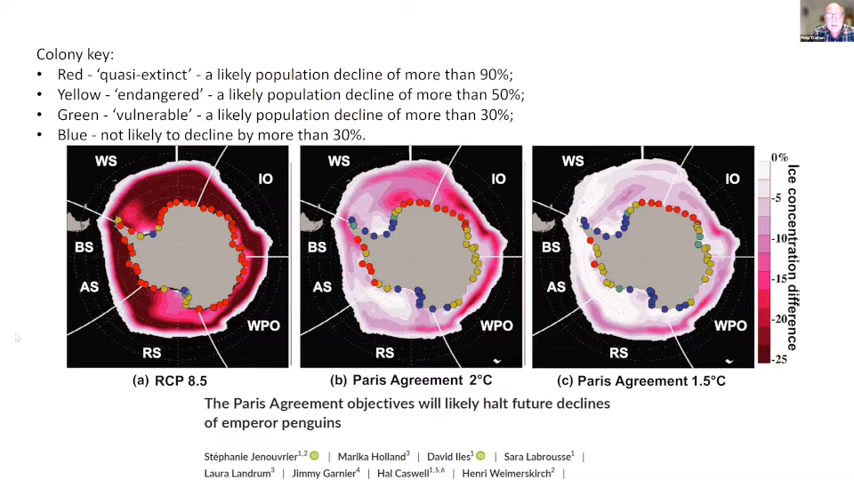 Colony key:
• Red - ‘quasi-extinct’ - a likely population decline of more than 90%;
• Yellow - ‘endangered’ - a likely population decline of more than 50%;
• Green - ‘vulnerable’ - a likely population decline of more than 30%;
• Blue - not likely to decline by more than 30%.
WS
IO
BS
AS
RS
WPO
WS
IO
BS
AS
RS
WPO
WS
IO
BS
AS
RS
WPO
0%
-5
-10
-15
-20
-25
Ice concentration difference
(a) RCP 8.5
(b) Paris Agreement 2°C
(c) Paris Agreement 1.5°C
The Paris Agreement objectives will likely halt future declines
of emperor penguins
Stéphanie Jenouvrier1,2 | Marika Holland3 | David Iles1 | Sara Labrousse1 |
Laura Landrum3 | Jimmy Garnier4 | Hal Caswell1,5,6 | Henri Weimerskirch2 |